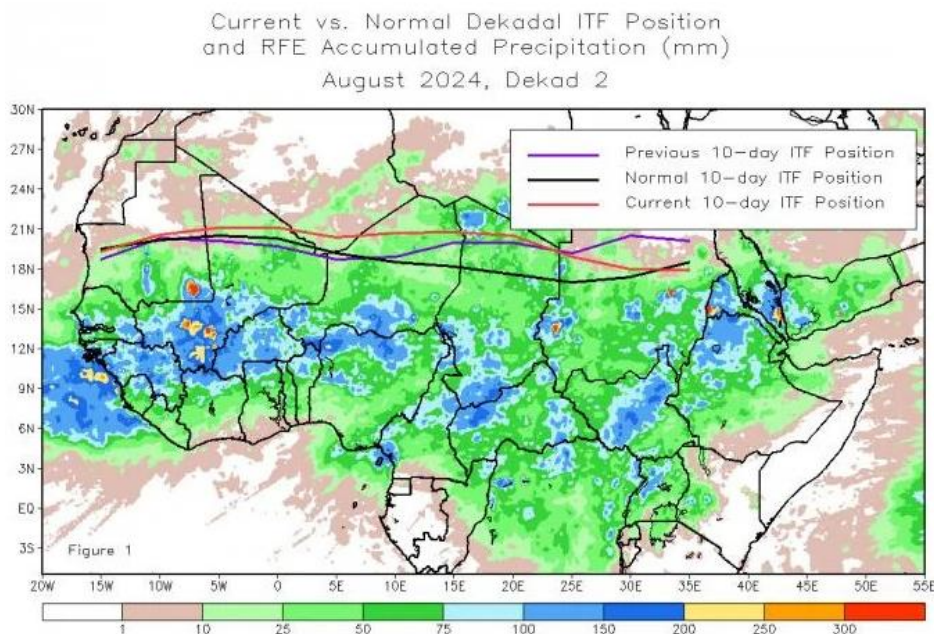 Current vs. Normal Dekadal ITF Position
and RFE Accumulated Precipitation (mm)
August 2024, Dekad 2
30N
27N
24N
21N
18N
15N
12N
9N
6N
3N
EQ
3S
Previous 10-day ITF Position
Normal 10-day ITF Position
Current 10-day ITF Position
Figure 1
20W 15W 10W 5W 0 5E 10E 15E 20E 25E 30E 35E 40E 45E 50E 55E
1 10 25 50 75 100 150 200 250 300